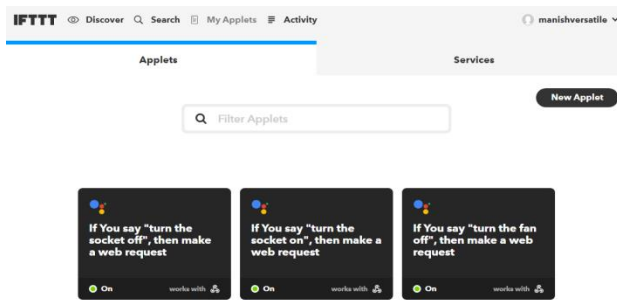 IFTTT Discover Search My Applets Activity manishversatile
Applets Services
New Applet
Filter Applets
If You say "turn the
socket off", then make
a web request
On works with
If You say "turn the
socket on", then make a
web request
On works with
If You say "turn the fan
off", then make a web
request
On works with